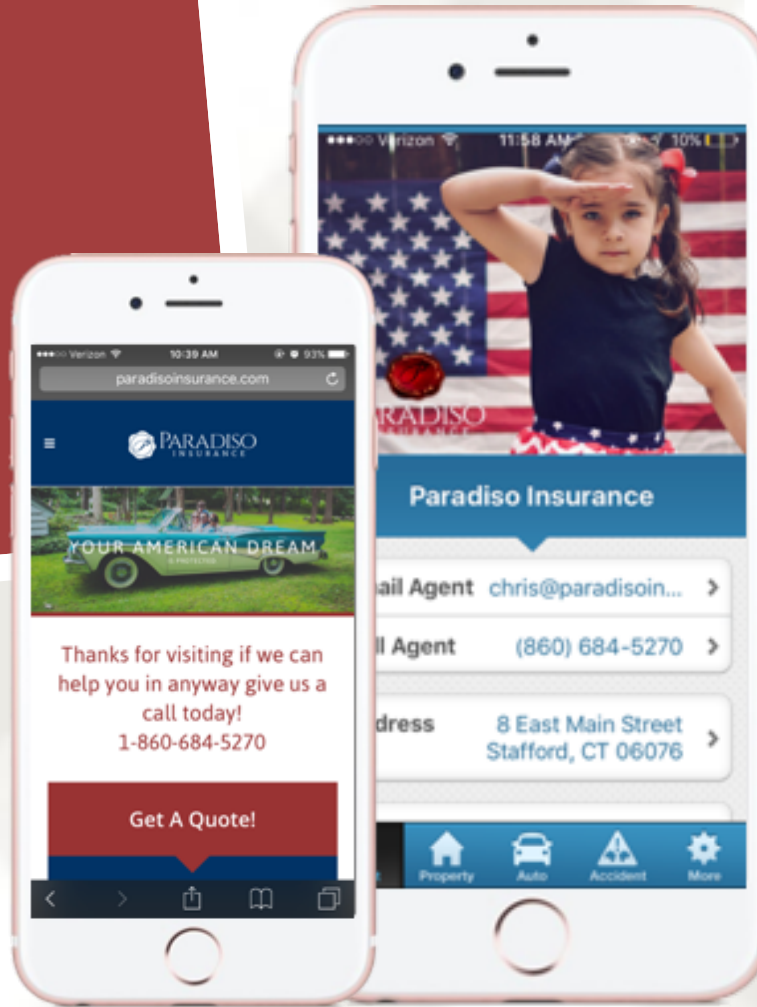 Verizon 10:39 AM 93%
paradisoinsurance.com
PARADISO
INSURANCE
YOUR AMERICAN DREAM
IS PROTECTED
Thanks for visiting if we can
help you in anyway give us a
call today!
1-860-684-5270
Get A Quote!
Verizon 11:58 AM 10%
RADISO
Paradiso Insurance
ail Agent chris@paradisoin...
ll Agent (860) 684-5270
dress 8 East Main Street
Stafford, CT 06076
Property Auto Accident More